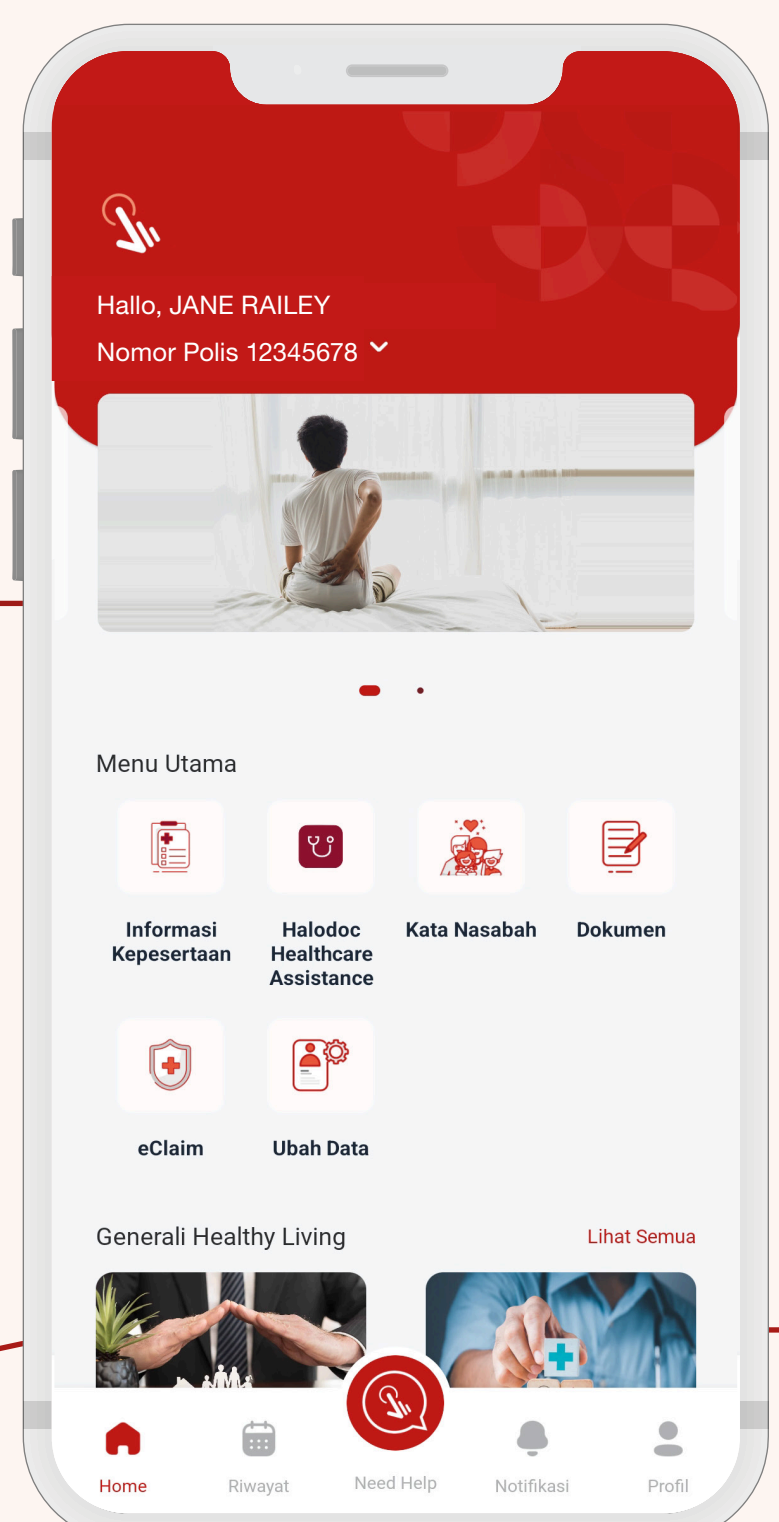 Hallo, JANE RAILEY
Nomor Polis 12345678
Menu Utama
Informasi
Kepesertaan
Halodoc
Healthcare
Assistance
Kata Nasabah
Dokumen
eClaim
Ubah Data
Generali Healthy Living
Lihat Semua
Home
Riwayat
Need Help
Notifikasi
Profil